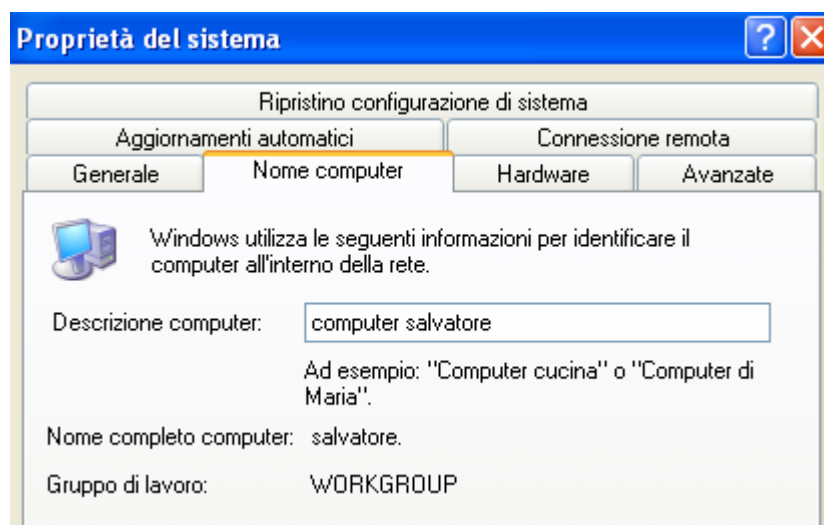 Proprietà del sistema
Ripristino configurazione di sistema
Aggiornamenti automatici
Connessione remota
Generale
Nome computer
Hardware
Avanzate
Windows utilizza le seguenti informazioni per identificare il
computer all'interno della rete.
Descrizione computer:
computer salvatore
Ad esempio: "Computer cucina" o "Computer di
Maria".
Nome completo computer: salvatore.
Gruppo di lavoro: WORKGROUP